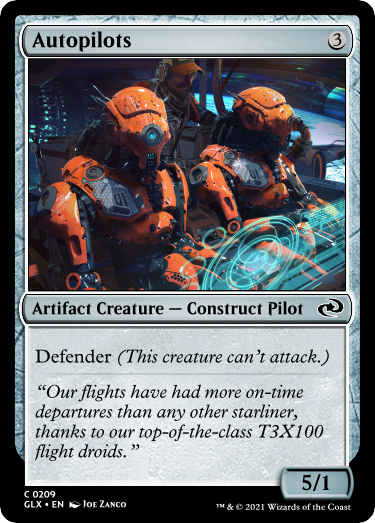 Autopilots 3
Artifact Creature — Construct Pilot
Defender (This creature can't attack.)
“Our flights have had more on-time
departures than any other starliner,
thanks to our top-of-the-class T3X100
flight droids.”
5/1
C 0209
GLX • EN Joe Zanco
™ & © 2021 Wizards of the Coast